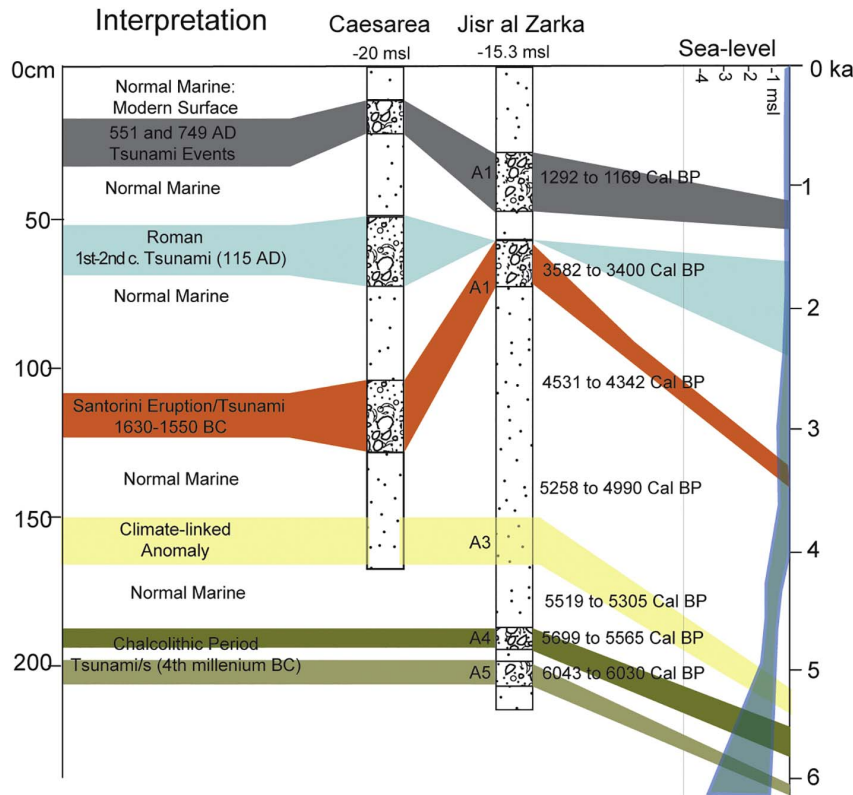 Interpretation
Caesarea
-20 msl
Jisr al Zarka
-15.3 msl
Sea-level
0cm
50
100
150
200
Normal Marine:
Modern Surface
551 and 749 AD
Tsunami Events
Normal Marine
Roman
1st-2nd c. Tsunami (115 AD)
Normal Marine
Santorini Eruption/Tsunami
1630-1550 BC
Normal Marine
Climate-linked
Anomaly
Normal Marine
Chalcolithic Period
Tsunami/s (4th millenium BC)
A1
A1
A3
A4
A5
1292 to 1169 Cal BP
3582 to 3400 Cal BP
4531 to 4342 Cal BP
5258 to 4990 Cal BP
5519 to 5305 Cal BP
5699 to 5565 Cal BP
6043 to 6030 Cal BP
-4
-3
-2
-1 msl
0 ka
1
2
3
4
5
6